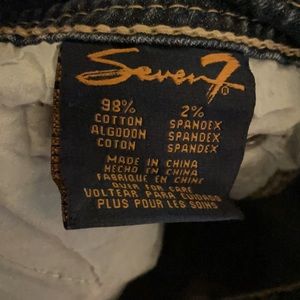 Seven7
®
98% 2%
COTTON SPANDEX
ALGODON SPANDEX
COTON SPANDEX
MADE IN CHINA
HECHO EN CHINA
FABRIQUE EN CHINE
OVER FOR CARE
VOLTEAR PARA CUIDADO
PLUS POUR LES SOINS